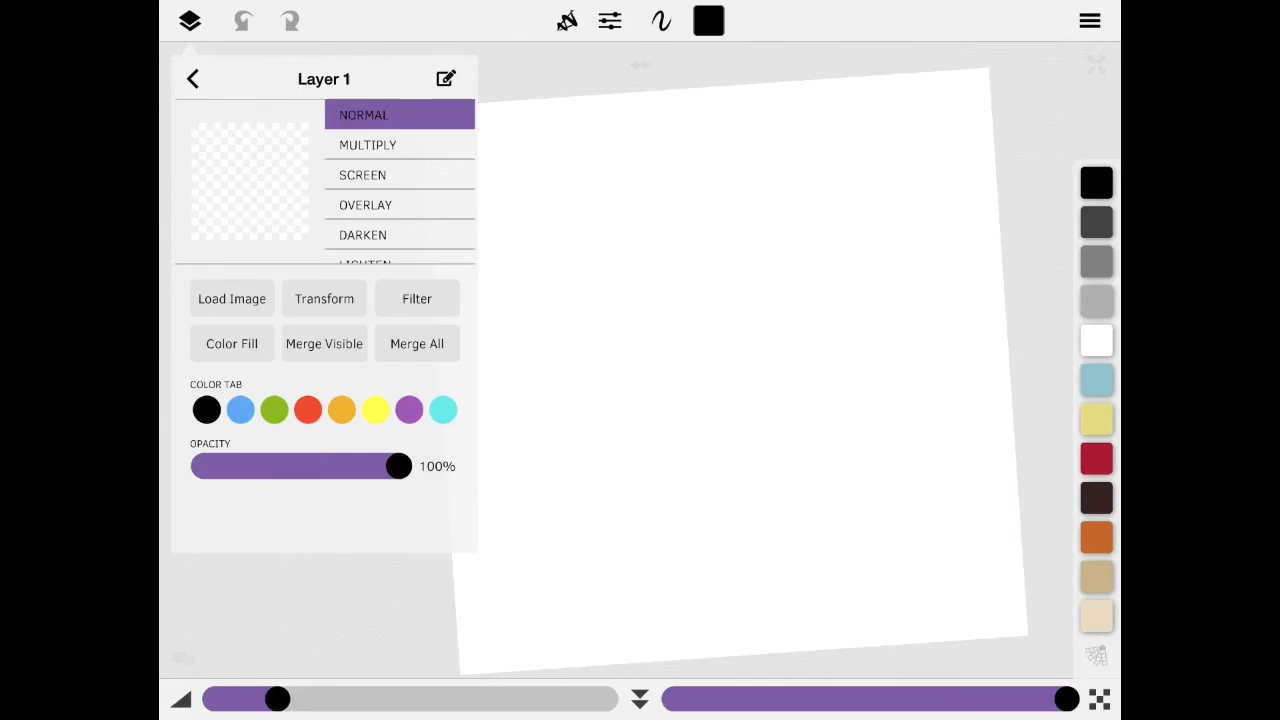 Layer 1
NORMAL
MULTIPLY
SCREEN
OVERLAY
DARKEN
LIGHTEN
Load Image
Transform
Filter
Color Fill
Merge Visible
Merge All
COLOR TAB
OPACITY
100%